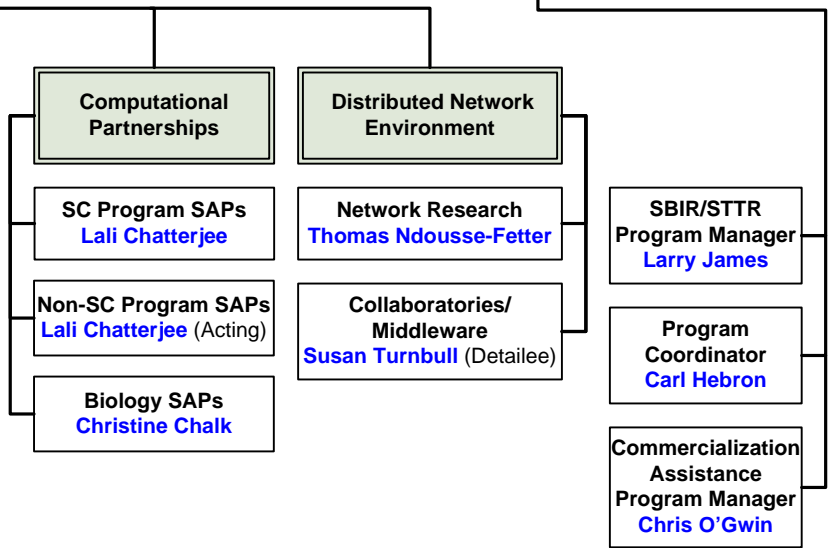 Computational
Partnerships
SC Program SAPs
Lali Chatterjee
Non-SC Program SAPs
Lali Chatterjee (Acting)
Biology SAPs
Christine Chalk
Distributed Network
Environment
Network Research
Thomas Ndousse-Fetter
Collaboratories/
Middleware
Susan Turnbull (Detailee)
SBIR/STTR
Program Manager
Larry James
Program
Coordinator
Carl Hebron
Commercialization
Assistance
Program Manager
Chris O’Gwin